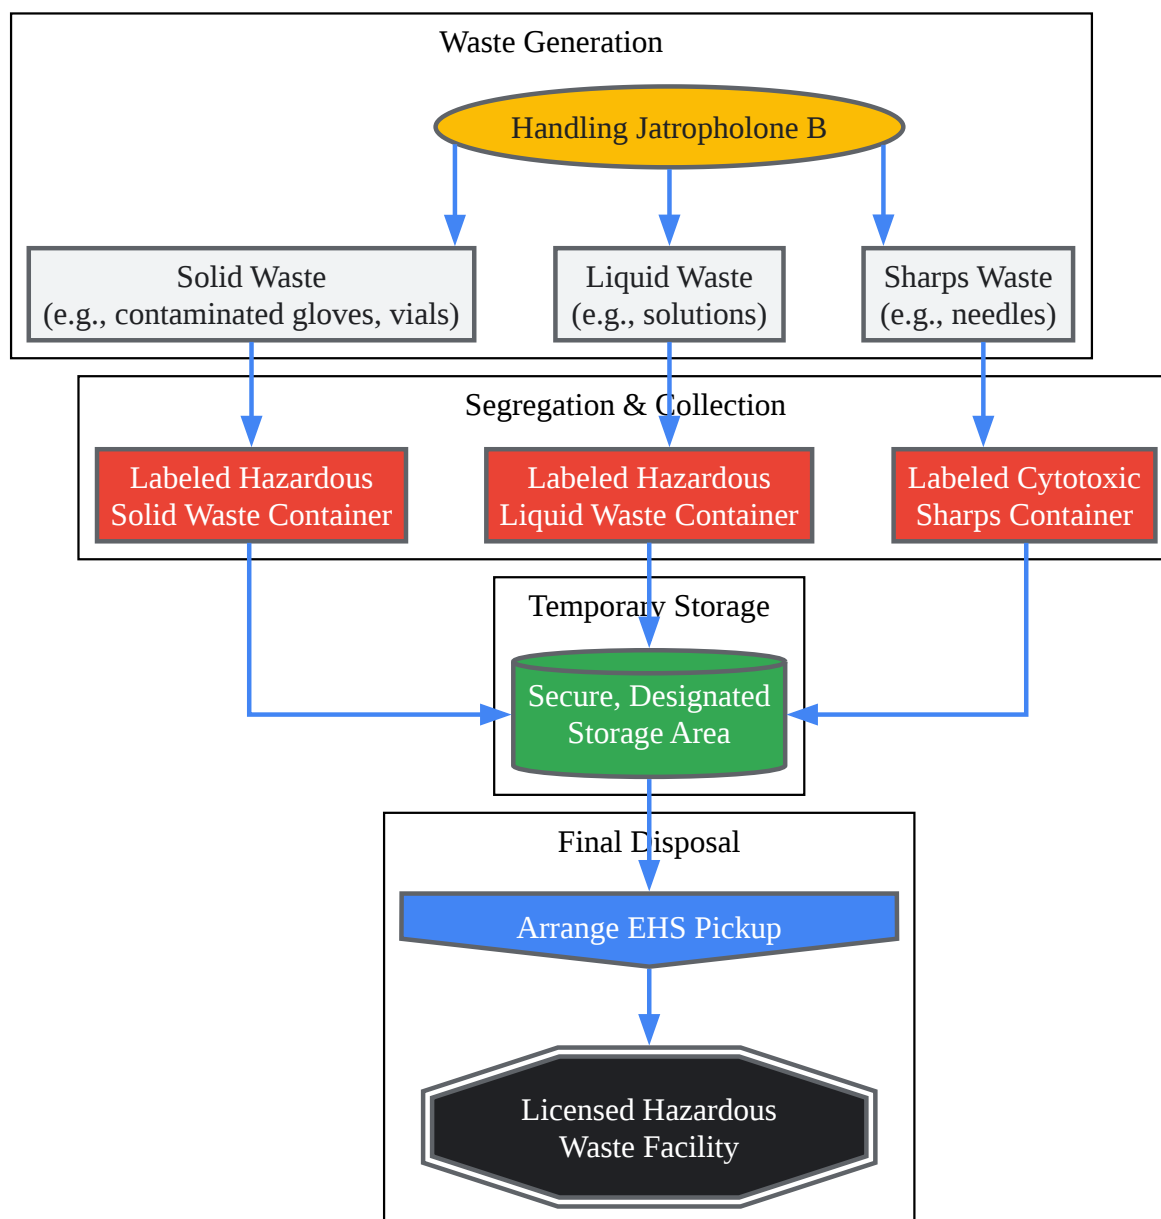 Waste Generation
Handling Jatropholone B
Solid Waste
(e.g., contaminated gloves, vials)
Liquid Waste
(e.g., solutions)
Sharps Waste
(e.g., needles)
Segregation & Collection
Labeled Hazardous
Solid Waste Container
Labeled Hazardous
Liquid Waste Container
Labeled Cytotoxic
Sharps Container
Temporary Storage
Secure, Designated
Storage Area
Final Disposal
Arrange EHS Pickup
Licensed Hazardous
Waste Facility